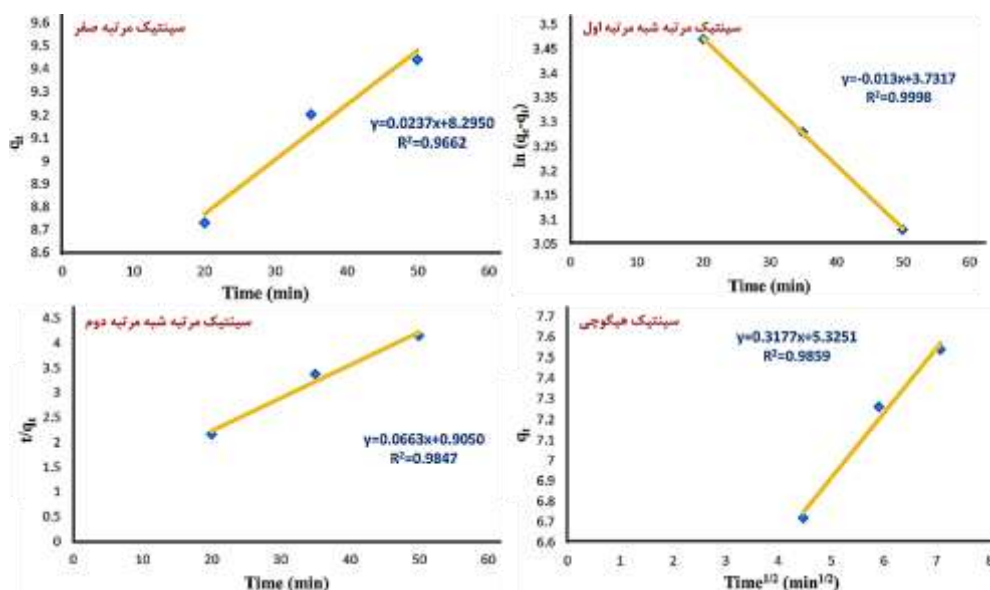 سینتیک مرتبه صفر
9.6
9.5
9.4
9.3
9.2
9.1
9
8.9
8.8
8.7
8.6
qt
y=0.0237x+8.2950
R²=0.9662
0 10 20 30 40 50 60
Time (min)
سینتیک مرتبه شبه مرتبه اول
3.5
3.45
3.4
3.35
3.3
3.25
3.2
3.15
3.1
3.05
ln (qe-qt)
y=-0.013x+3.7317
R²=0.9998
0 10 20 30 40 50 60
Time (min)
سینتیک مرتبه شبه مرتبه دوم
4.5
4
3.5
3
2.5
2
1.5
1
0.5
0
t/qt
y=0.0663x+0.9050
R²=0.9847
0 10 20 30 40 50 60
Time (min)
سینتیک هیگوچی
7.7
7.6
7.5
7.4
7.3
7.2
7.1
7
6.9
6.8
6.7
6.6
qt
y=0.3177x+5.3251
R²=0.9859
0 1 2 3 4 5 6 7 8
Time1/2 (min1/2)